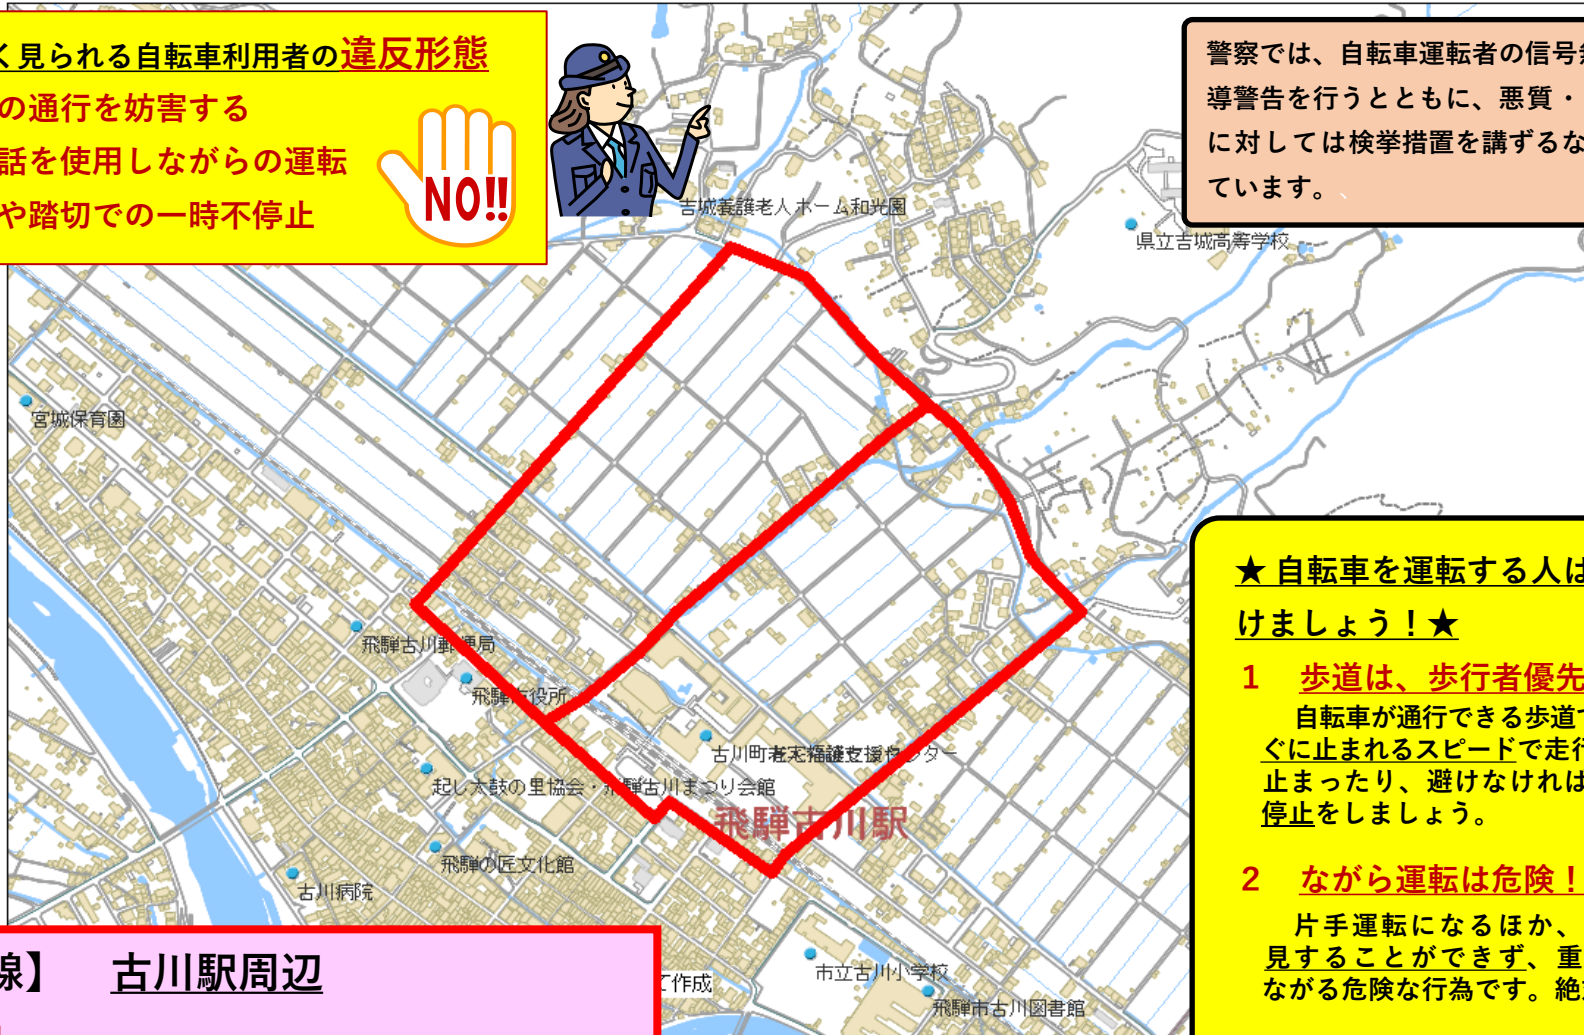 く見られる自転車利用者の違反形態
の通行を妨害する
話を使用しながらの運転
や踏切での一時不停止
NO!!
警察では、自転車運転者の信号
導警告を行うとともに、悪質・
に対しては検挙措置を講ずるな
ています。
吉城養護老人ホーム和光園
県立吉城高等学校
宮城保育園
飛騨古川郵便局
飛騨市役所
古川町
センター
起し太鼓の里協会・飛騨古川まつり会館
飛騨古川駅
飛騨の匠文化館
古川病院
市立古川小学校
飛騨市古川図書館
て作成
線】 古川駅周辺
★自転車を運転する人は
けましょう！★
1 歩道は、歩行者優先
自転車が通行できる歩道で
ぐに止まれるスピードで走行
止まったり、避けなければ
停止をしましょう。
2 ながら運転は危険！
片手運転になるほか、
見することができず、重
ながる危険な行為です。絶